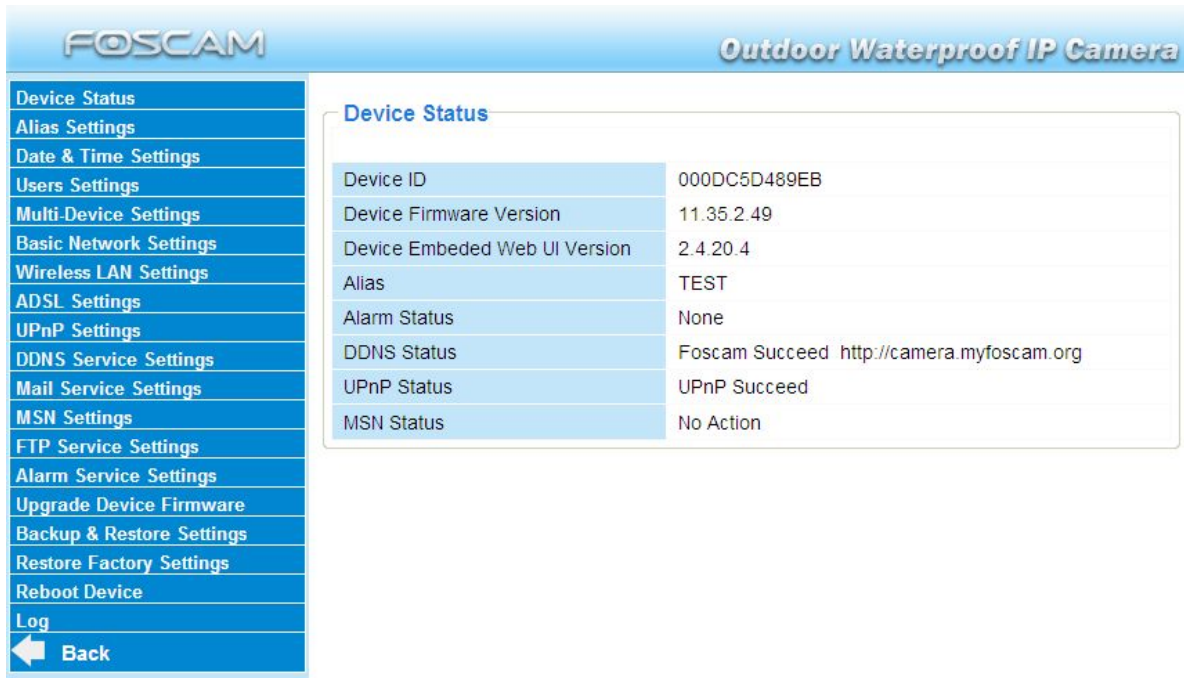 FOSCAM
Outdoor Waterproof IP Camera
Device Status
Alias Settings
Date & Time Settings
Users Settings
Multi-Device Settings
Basic Network Settings
Wireless LAN Settings
ADSL Settings
UPnP Settings
DDNS Service Settings
Mail Service Settings
MSN Settings
FTP Service Settings
Alarm Service Settings
Upgrade Device Firmware
Backup & Restore Settings
Restore Factory Settings
Reboot Device
Log
Back
Device Status
Device ID 000DC5D489EB
Device Firmware Version 11.35.2.49
Device Embeded Web UI Version 2.4.20.4
Alias TEST
Alarm Status None
DDNS Status Foscam Succeed http://camera.myfoscam.org
UPnP Status UPnP Succeed
MSN Status No Action